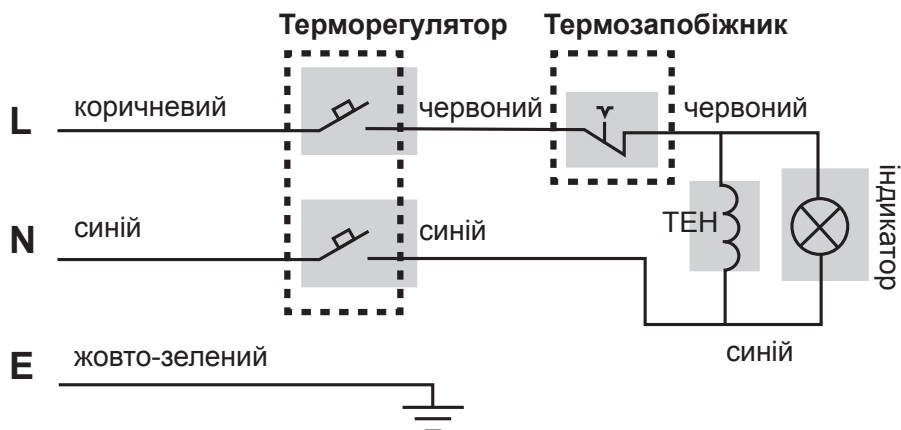 Терморегулятор Термозапобіжник
L коричневий червоний червоний
N синій синій ТЕН індикатор
синій
E жовто-зелений